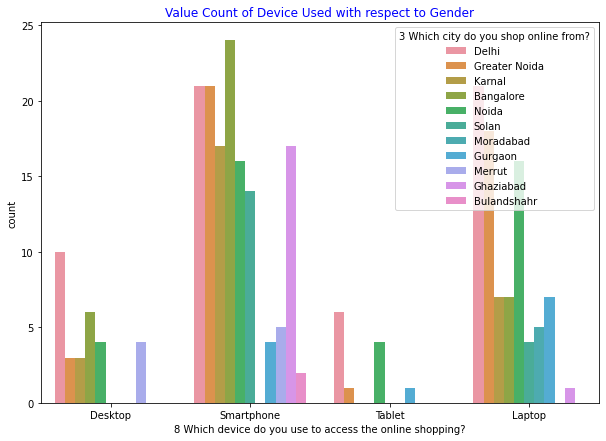 Value Count of Device Used with respect to Gender
3 Which city do you shop online from?
Delhi
Greater Noida
Karnal
Bangalore
Noida
Solan
Moradabad
Gurgaon
Merrut
Ghaziabad
Bulandshahr
25
20
15
10
5
0
count
Desktop Smartphone Tablet Laptop
8 Which device do you use to access the online shopping?